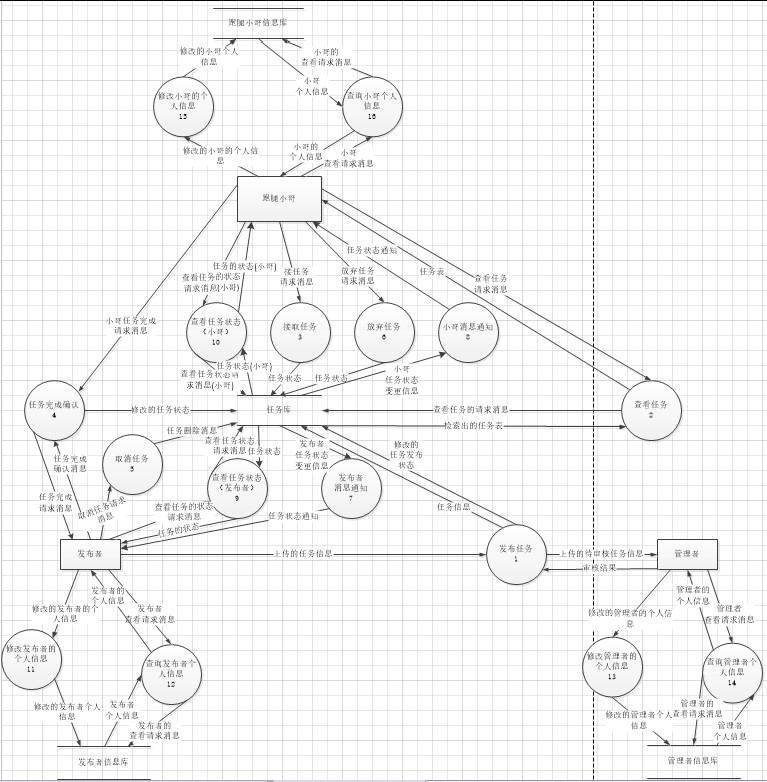 跑腿小哥信息库
修改的小哥个人
信息
小哥的
查看请求消息
小哥
个人信息
修改小哥的个
人信息
15
查询小哥个人
信息
16
修改的小哥的个人信
息
小哥的
个人信息
小哥
查看请求消息
跑腿小哥
任务的状态(小哥)
查看任务的状态
请求消息(小哥)
接任务
请求消息
放弃任务
请求消息
任务状态通知
任务表
查看任务
请求消息
小哥任务完成
请求消息
查看任务状态
(小哥)
10
接取任务
3
放弃任务
6
小哥消息通知
8
任务状态(小哥)
查看任务状态请
求消息(小哥)
任务状态
任务状态
小哥
任务状态
变更信息
任务完成确认
4
修改的任务状态
任务库
查看任务的请求消息
检索出的任务表
查看任务
2
任务删除消息
查看任务状态
请求消息
任务状态
发布者
任务状态
变更信息
修改的
任务发布
状态
任务完成
确认消息
取消任务
5
查看任务状态
(发布者)
9
发布者
消息通知
7
任务完成
请求消息
取消任务请求
消息
查看任务的状态
请求消息
任务的状态
任务状态通知
任务信息
发布者
上传的任务信息
发布任务
1
上传的待审核任务信息
审核结果
管理者
修改的发布者的个
人信息
发布者的
个人信息
发布者
查看请求消息
修改的管理者的个人信
息
管理者的
个人信息
管理者
查看请求消息
修改发布者的
个人信息
11
查询发布者个
人信息
12
修改管理者的
个人信息
13
查询管理者个
人信息
14
修改的发布者个人
信息
发布者
个人信息
发布者的
查看请求消息
修改的管理者个人
信息
管理者的
查看请求消息
管理者
个人信息
发布者信息库
管理者信息库